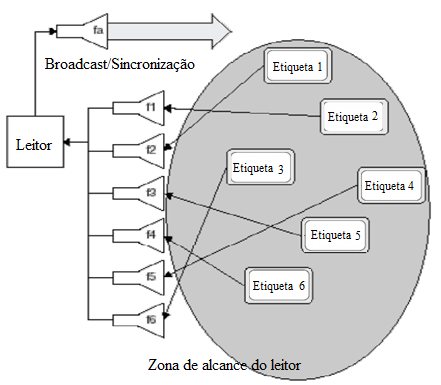 fa
Broadcast/Sincronização
Etiqueta 1
f1
Etiqueta 2
Leitor
f2
Etiqueta 3
f3
Etiqueta 4
f4
Etiqueta 5
f5
Etiqueta 6
f6
Zona de alcance do leitor